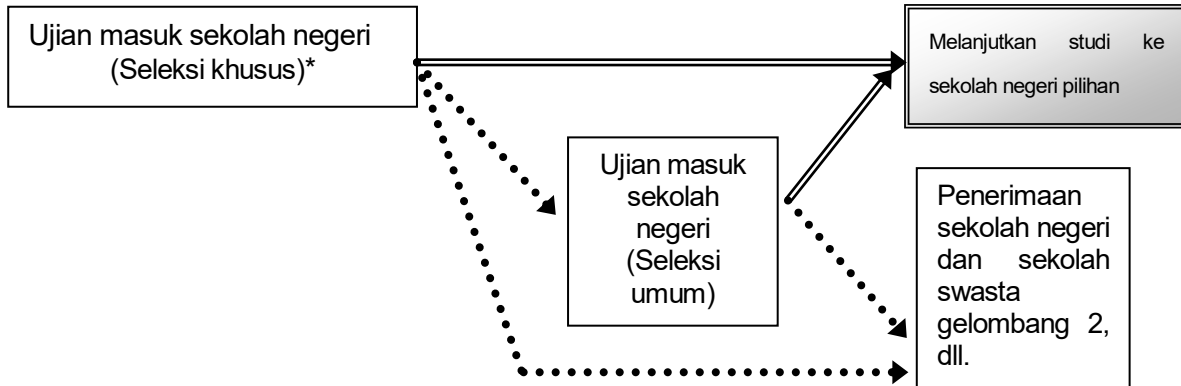 Ujian masuk sekolah negeri
(Seleksi khusus)*
Melanjutkan studi ke
sekolah negeri pilihan
Ujian masuk
sekolah
negeri
(Seleksi
umum)
Penerimaan
sekolah negeri
dan sekolah
swasta
gelombang 2,
dll.